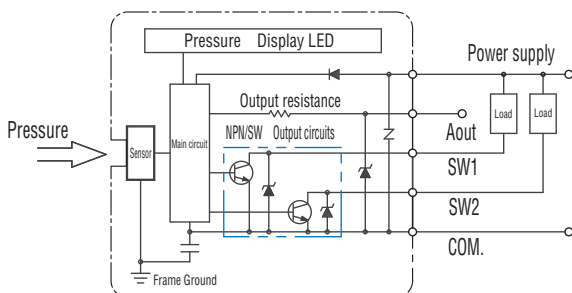 Pressure Display LED
Power supply
Output resistance
Load
Load
Pressure
Sensor
Main circuit
NPN/SW Output circuits
Aout
Z
SW1
SW2
COM.
Frame Ground